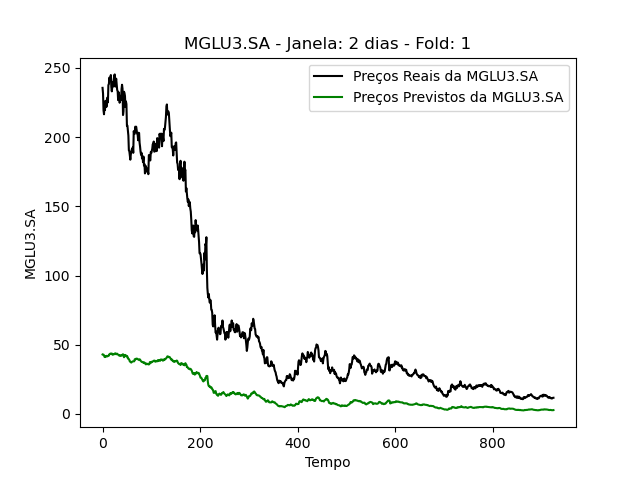 MGLU3.SA - Janela: 2 dias - Fold: 1
Preços Reais da MGLU3.SA
Preços Previstos da MGLU3.SA
MGLU3.SA
250
200
150
100
50
0
0 200 400 600 800
Tempo